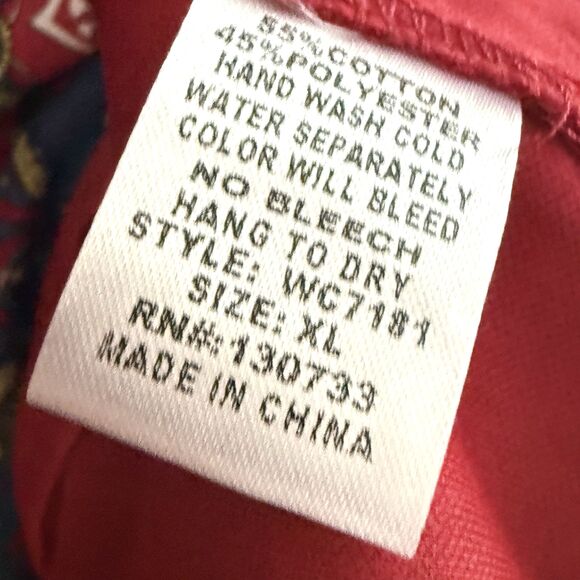 55%COTTON
45%POLYESTER
HAND WASH COLD
WATER SEPARATELY
COLOR WILL BLEED
NO BLEECH
HANG TO DRY
STYLE: WC7181
SIZE: XL
RN#:130733
MADE IN CHINA